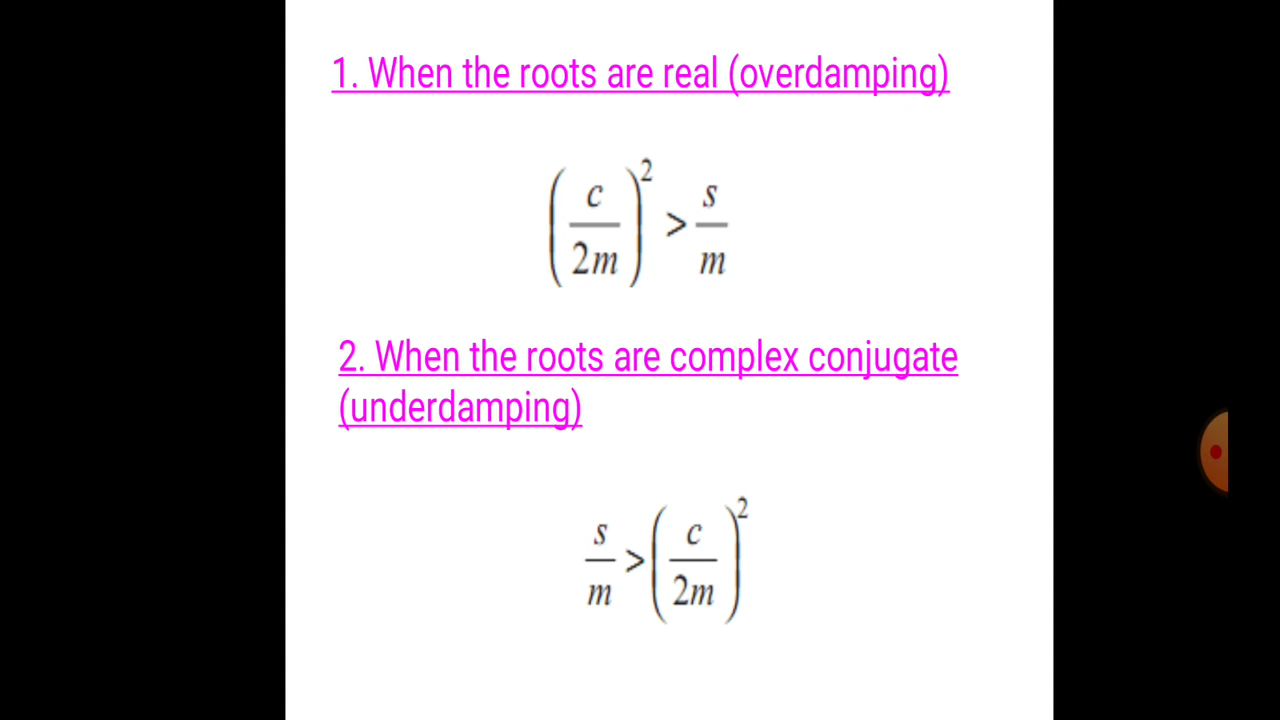 1. When the roots are real (overdamping)
(c/2m)² > s/m
2. When the roots are complex conjugate
(underdamping)
s/m > (c/2m)²